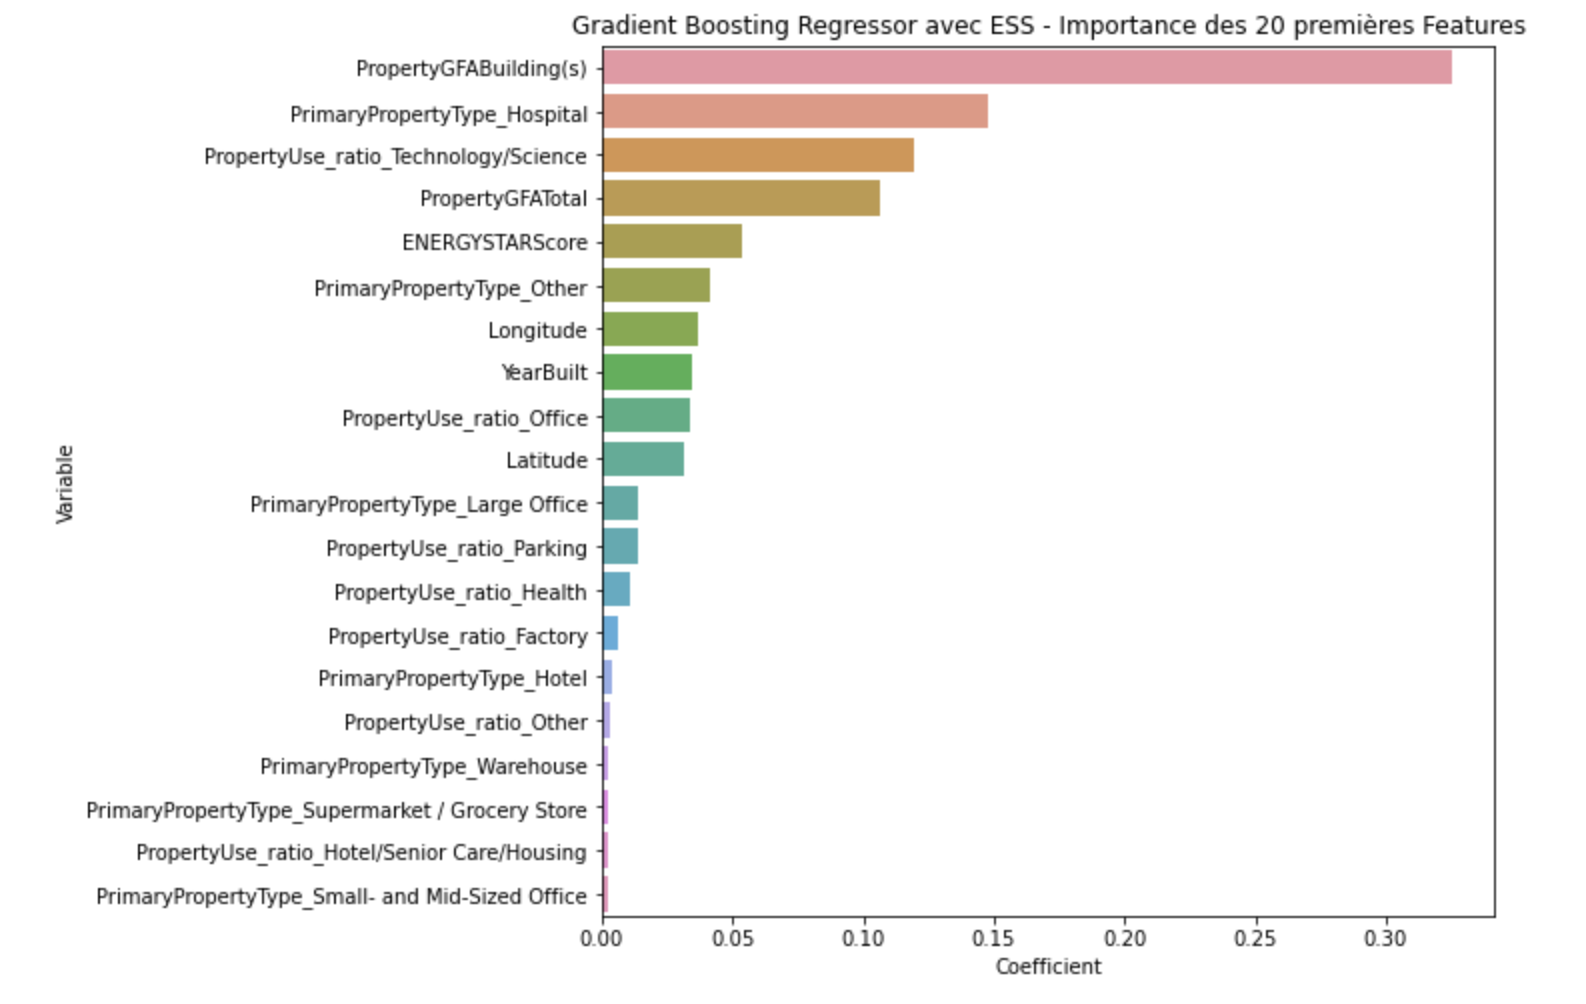 Gradient Boosting Regressor avec ESS - Importance des 20 premières Features
PropertyGFABuilding(s)
PrimaryPropertyType_Hospital
PropertyUse_ratio_Technology/Science
PropertyGFATotal
ENERGYSTARScore
PrimaryPropertyType_Other
Longitude
YearBuilt
PropertyUse_ratio_Office
Latitude
PrimaryPropertyType_Large Office
PropertyUse_ratio_Parking
PropertyUse_ratio_Health
PropertyUse_ratio_Factory
PrimaryPropertyType_Hotel
PropertyUse_ratio_Other
PrimaryPropertyType_Warehouse
PrimaryPropertyType_Supermarket / Grocery Store
PropertyUse_ratio_Hotel/Senior Care/Housing
PrimaryPropertyType_Small- and Mid-Sized Office
Variable
0.00 0.05 0.10 0.15 0.20 0.25 0.30
Coefficient